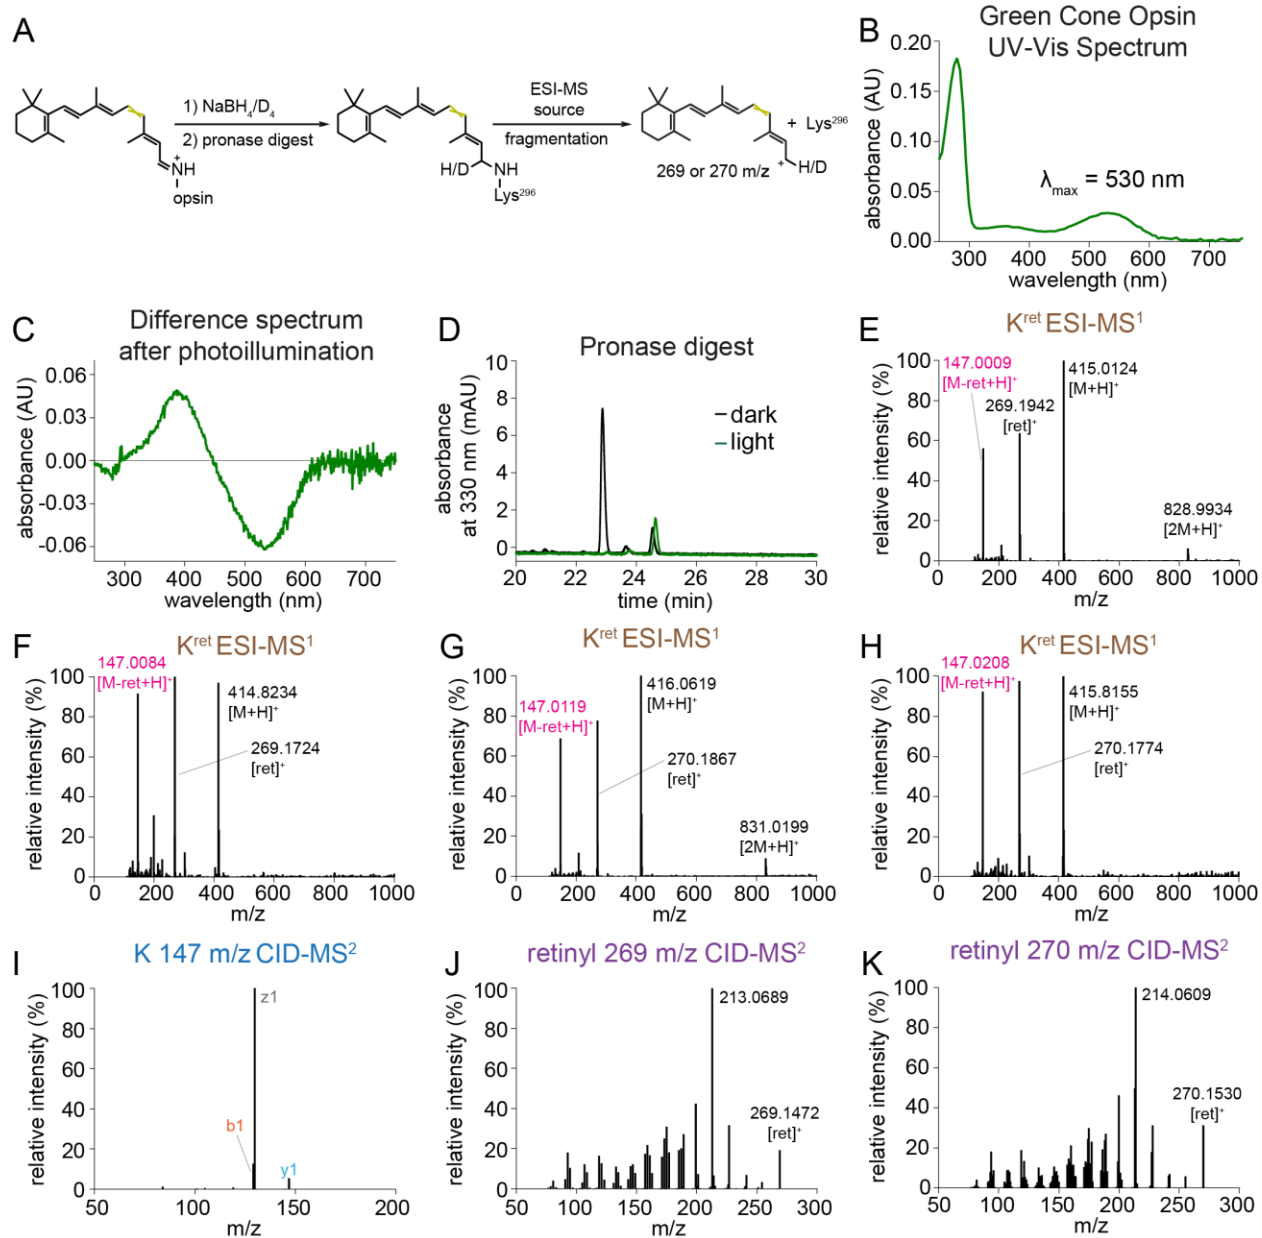 A
1) NaBH4/D4
2) pronase digest
ESI-MS
source
fragmentation
+
NH
opsin
H/D
NH
Lys296
+ Lys296
+
H/D
269 or 270 m/z
B
Green Cone Opsin
UV-Vis Spectrum
absorbance (AU)
0.20
0.15
0.10
0.05
0.00
λmax = 530 nm
300 400 500 600 700
wavelength (nm)
C
Difference spectrum
after photoillumination
absorbance (AU)
0.06
0.03
0.00
-0.03
-0.06
300 400 500 600 700
wavelength (nm)
D
Pronase digest
absorbance
at 330 nm (mAU)
10
8
6
4
2
0
dark
light
20 22 24 26 28 30
time (min)
E
Kret ESI-MS1
relative intensity (%)
100
80
60
40
20
0
147.0009
[M-ret+H]+
269.1942
[ret]+
415.0124
[M+H]+
828.9934
[2M+H]+
0 200 400 600 800 1000
m/z
F
Kret ESI-MS1
relative intensity (%)
100
80
60
40
20
0
147.0084
[M-ret+H]+
414.8234
[M+H]+
269.1724
[ret]+
0 200 400 600 800 1000
m/z
G
Kret ESI-MS1
relative intensity (%)
100
80
60
40
20
0
147.0119
[M-ret+H]+
416.0619
[M+H]+
270.1867
[ret]+
831.0199
[2M+H]+
0 200 400 600 800 1000
m/z
H
Kret ESI-MS1
relative intensity (%)
100
80
60
40
20
0
147.0208
[M-ret+H]+
415.8155
[M+H]+
270.1774
[ret]+
0 200 400 600 800 1000
m/z
I
K 147 m/z CID-MS2
relative intensity (%)
100
80
60
40
20
0
z1
b1
y1
50 100 150 200
m/z
J
retinyl 269 m/z CID-MS2
relative intensity (%)
100
80
60
40
20
0
213.0689
269.1472
[ret]+
50 100 150 200 250 300
m/z
K
retinyl 270 m/z CID-MS2
relative intensity (%)
100
80
60
40
20
0
214.0609
270.1530
[ret]+
50 100 150 200 250 300
m/z